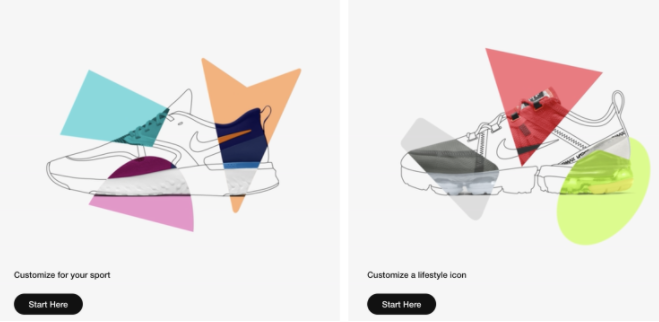 Customize for your sport
Start Here
Customize a lifestyle icon
Start Here